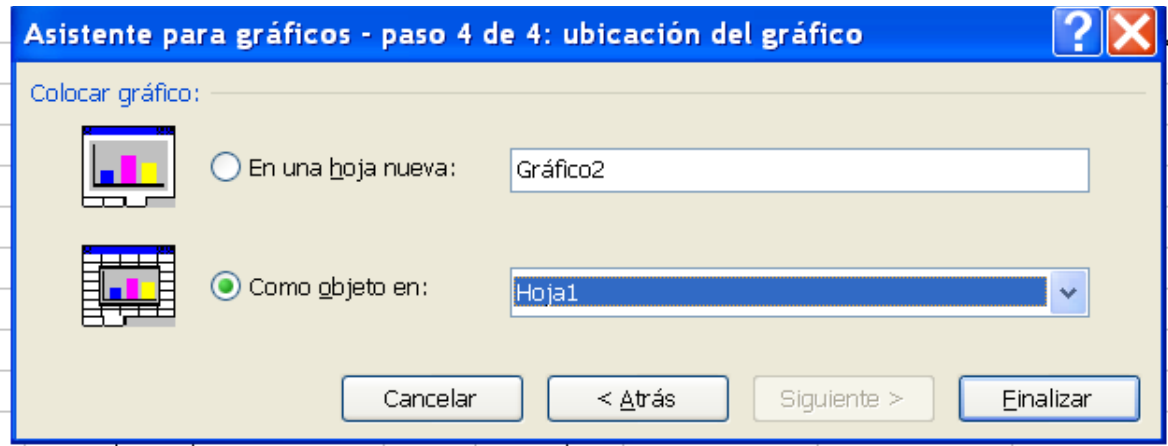 Asistente para gráficos - paso 4 de 4: ubicación del gráfico
Colocar gráfico:
En una hoja nueva: Gráfico2
Como objeto en: Hoja1
Cancelar < Atrás Siguiente > Finalizar